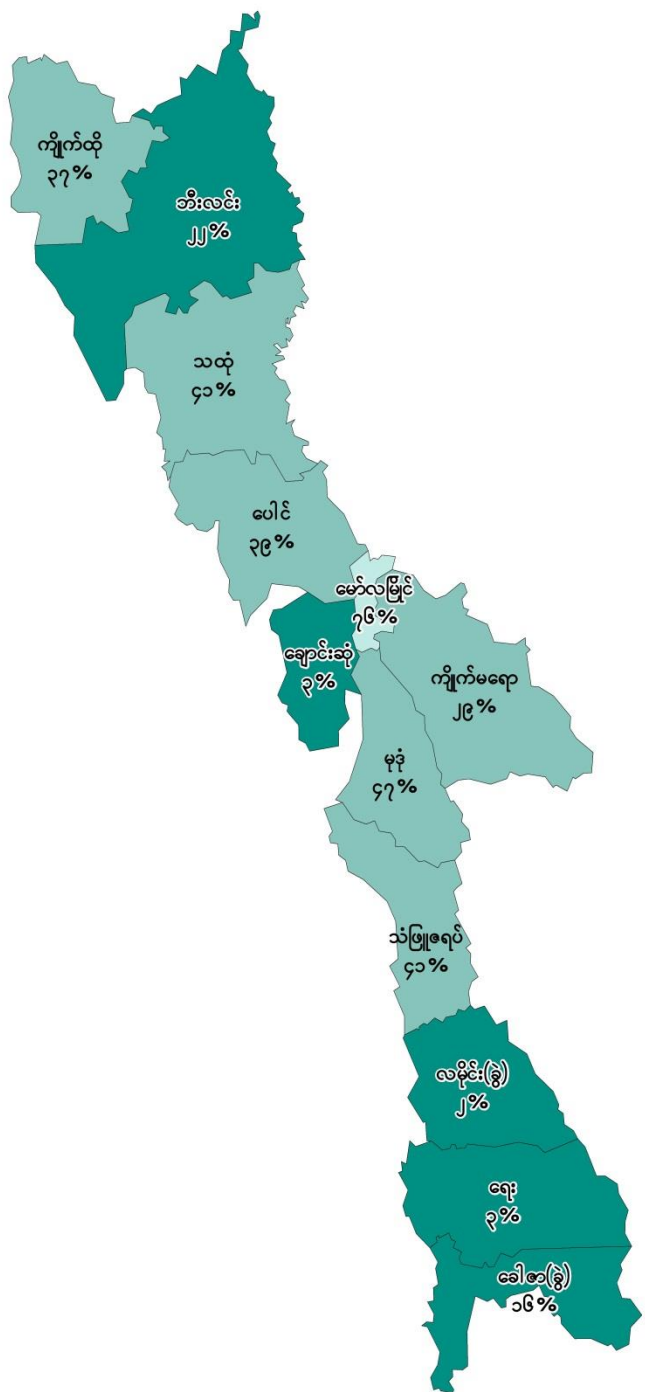 ကျိုက်ထို
၃၇%
ဘီးလင်း
၂၂%
သထုံ
၄၁%
ပေါင်
၃၉%
မော်လမြိုင်
၇၆%
ချောင်းဆုံ
၃%
ကျိုက်မရော
၂၉%
မုဒုံ
၄၇%
သံဖြူဇရပ်
၄၁%
လမိုင်း(ခွဲ)
၂%
ရေး
၃%
ခေါဇာ(ခွဲ)
၁၆%